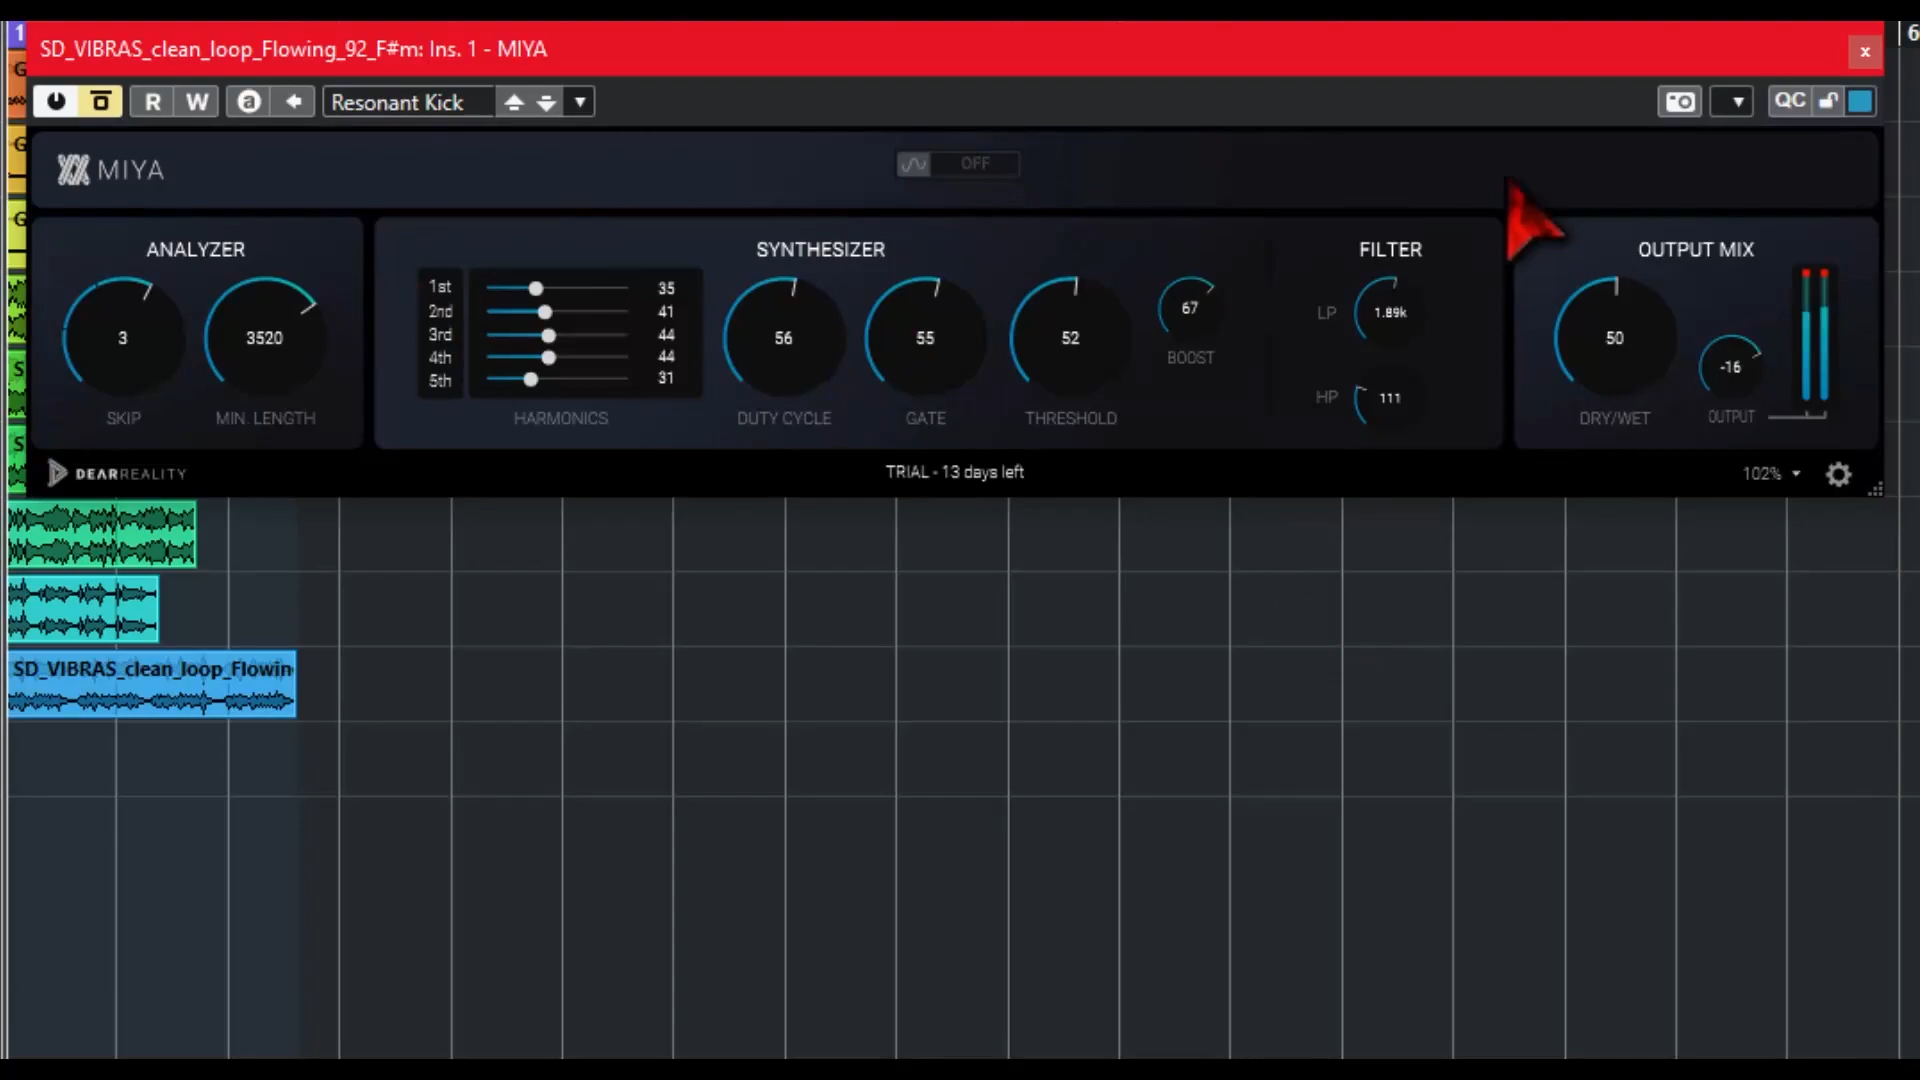 1
6
SD_VIBRAS_clean_loop_Flowing_92_F#m: Ins. 1 - MIYA
x
R W a Resonant Kick QC
G
G
G
S
S
MIYA
OFF
ANALYZER
3
3520
SKIP
MIN. LENGTH
SYNTHESIZER
1st 35
2nd 41
3rd 44
4th 44
5th 31
HARMONICS
56
DUTY CYCLE
55
GATE
52
THRESHOLD
67
BOOST
FILTER
LP 1.89k
HP 111
OUTPUT MIX
50
DRY/WET
-16
OUTPUT
DEARREALITY
TRIAL - 13 days left
102%
SD_VIBRAS_clean_loop_Flowin